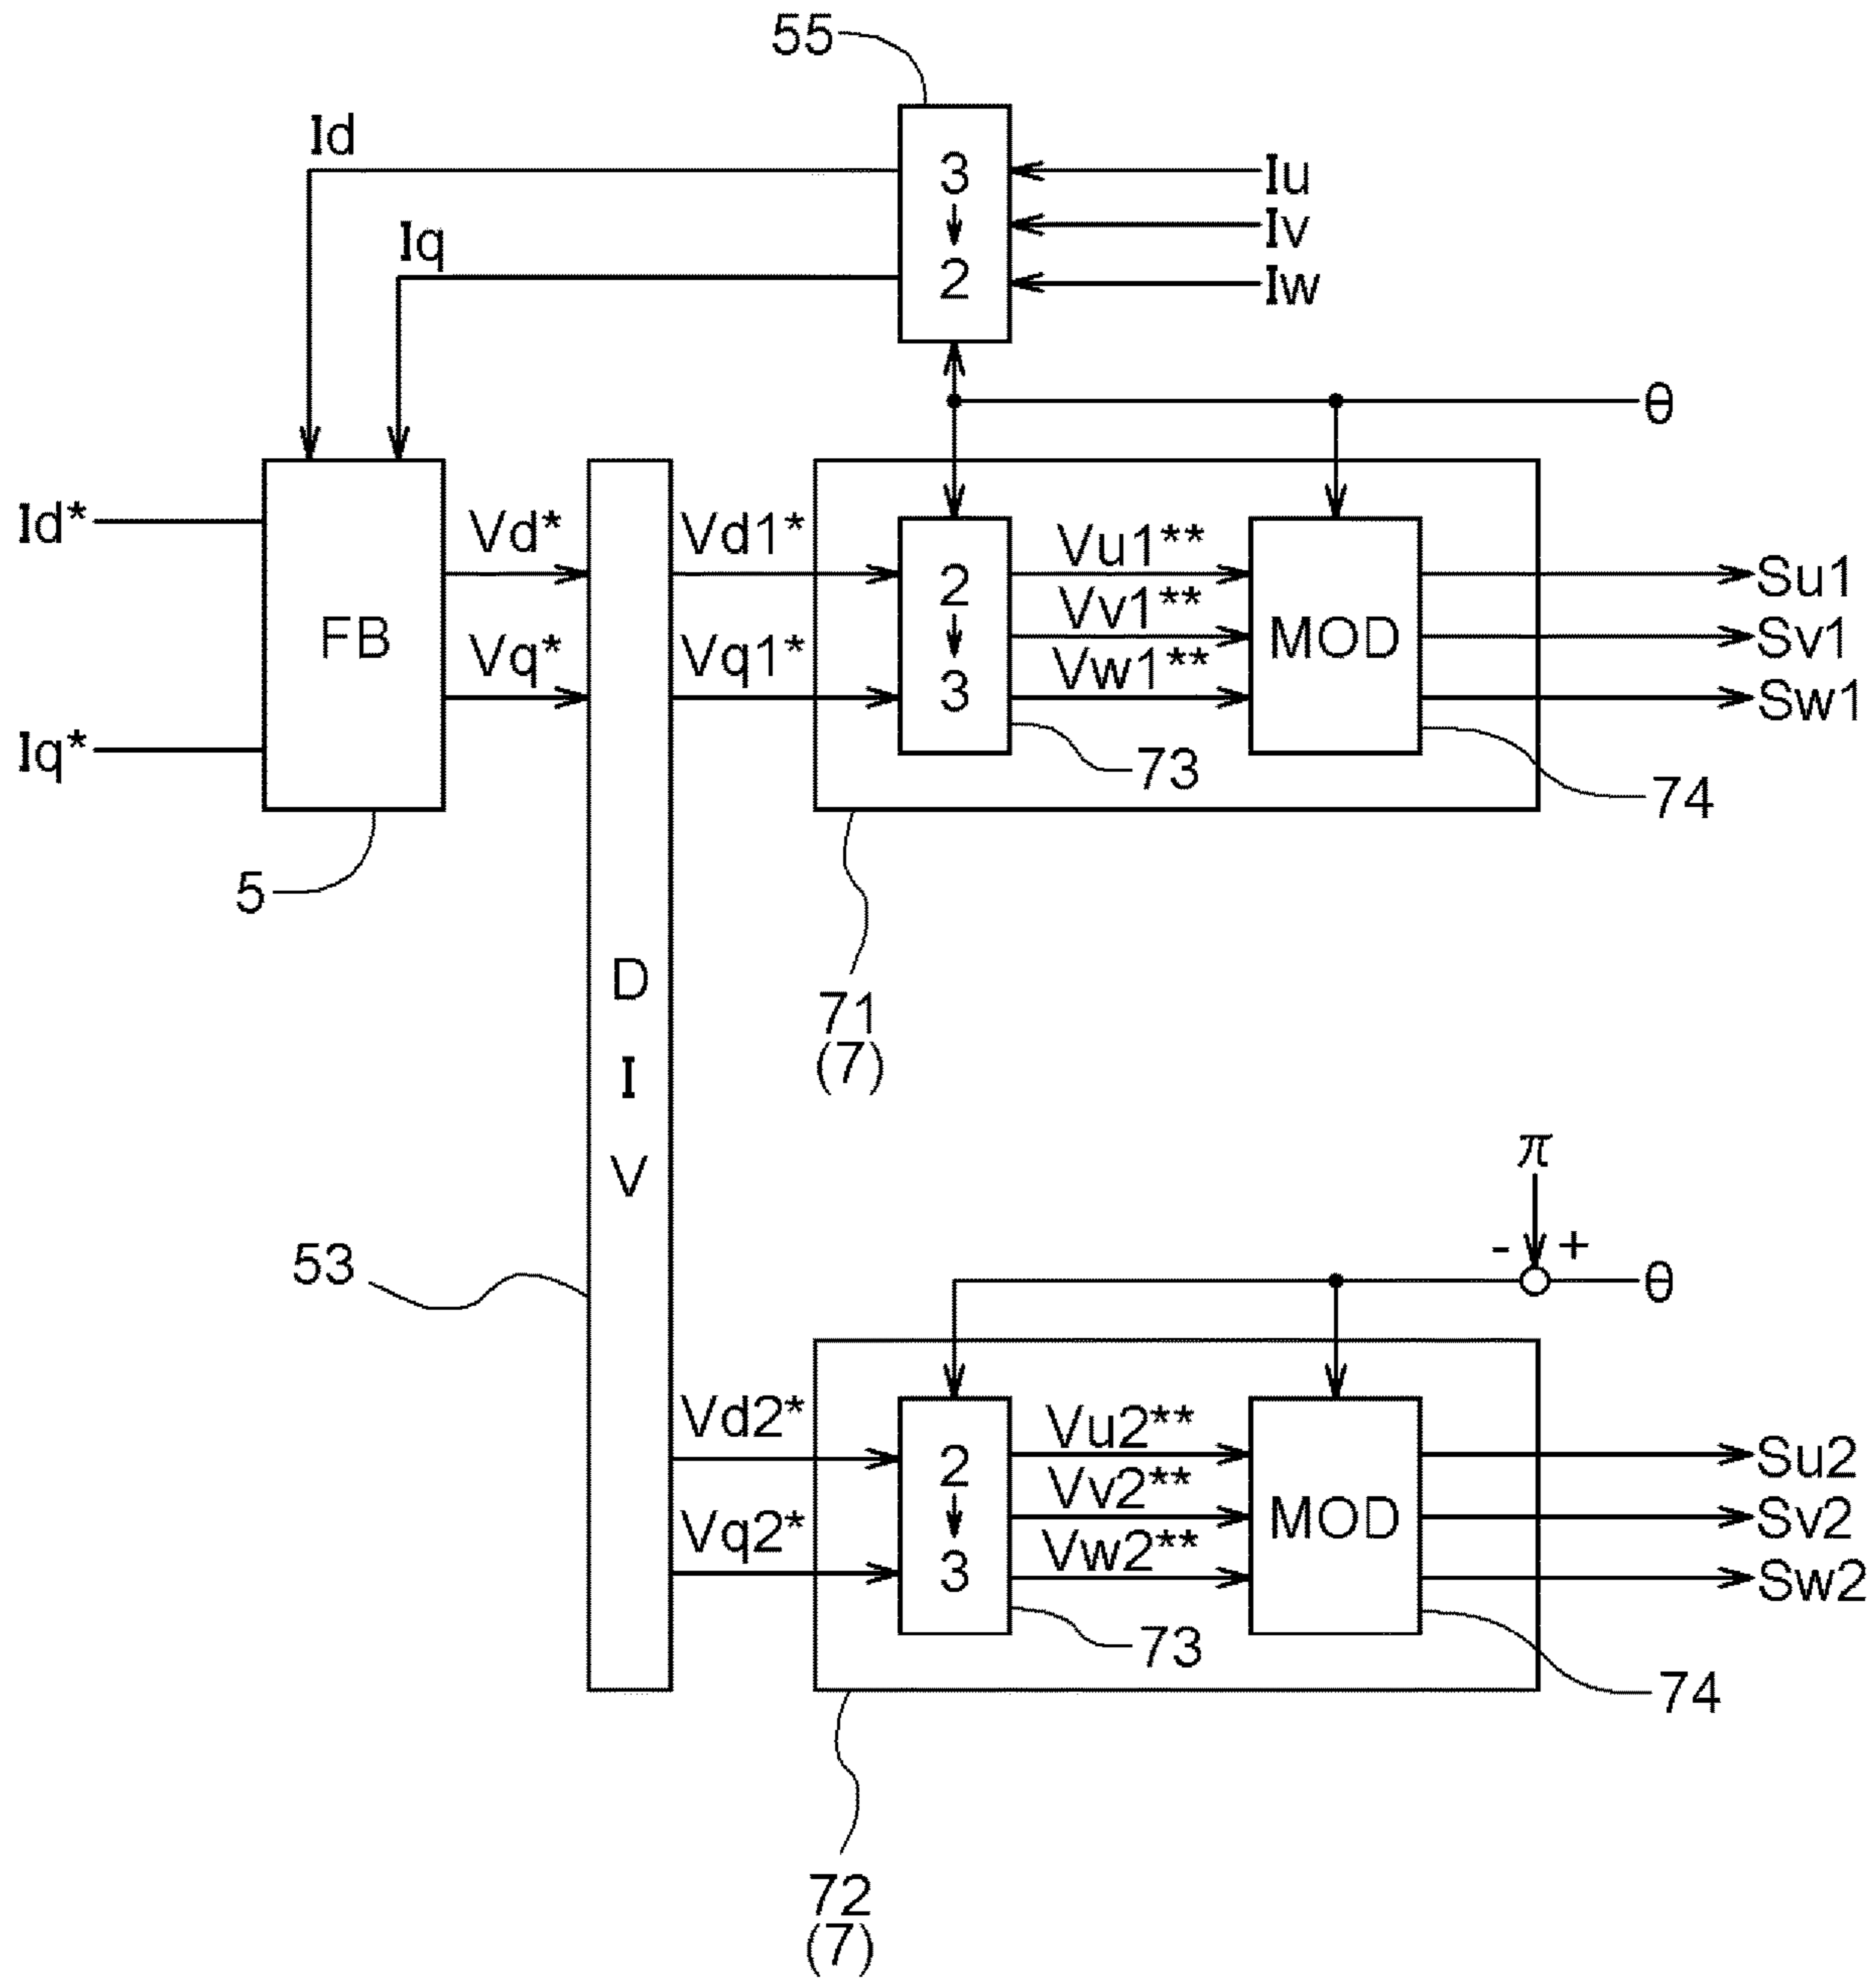 55
Id
3
Iu
Iq
Iv
2
Iw
θ
Id*
Vd*
Vd1*
Vu1**
2
Su1
FB
Vv1**
MOD
Sv1
Vq*
Vq1*
Vw1**
3
Sw1
Iq*
73
74
5
D
I
V
71
(7)
π
53
- +
θ
Vd2*
Vu2**
2
Su2
Vv2**
MOD
Sv2
Vq2*
Vw2**
3
Sw2
73
74
72
(7)